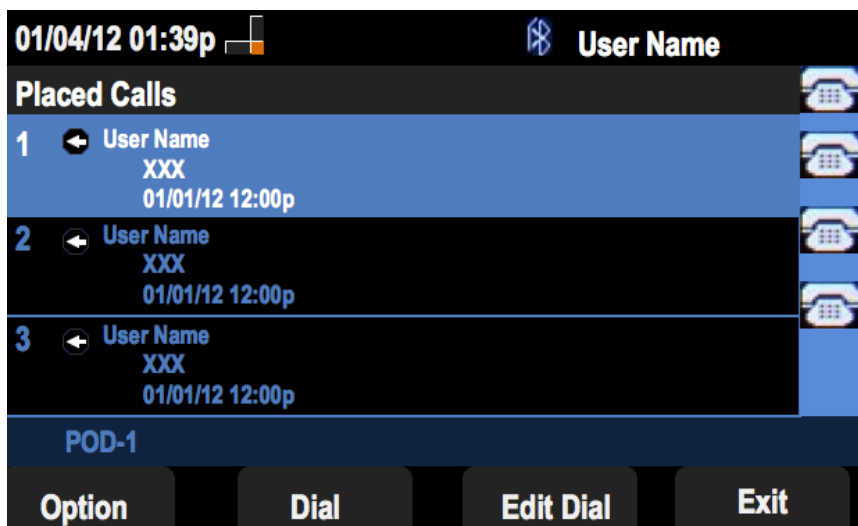 01/04/12 01:39p User Name
Placed Calls
1 User Name
XXX
01/01/12 12:00p
2 User Name
XXX
01/01/12 12:00p
3 User Name
XXX
01/01/12 12:00p
POD-1
Option Dial Edit Dial Exit